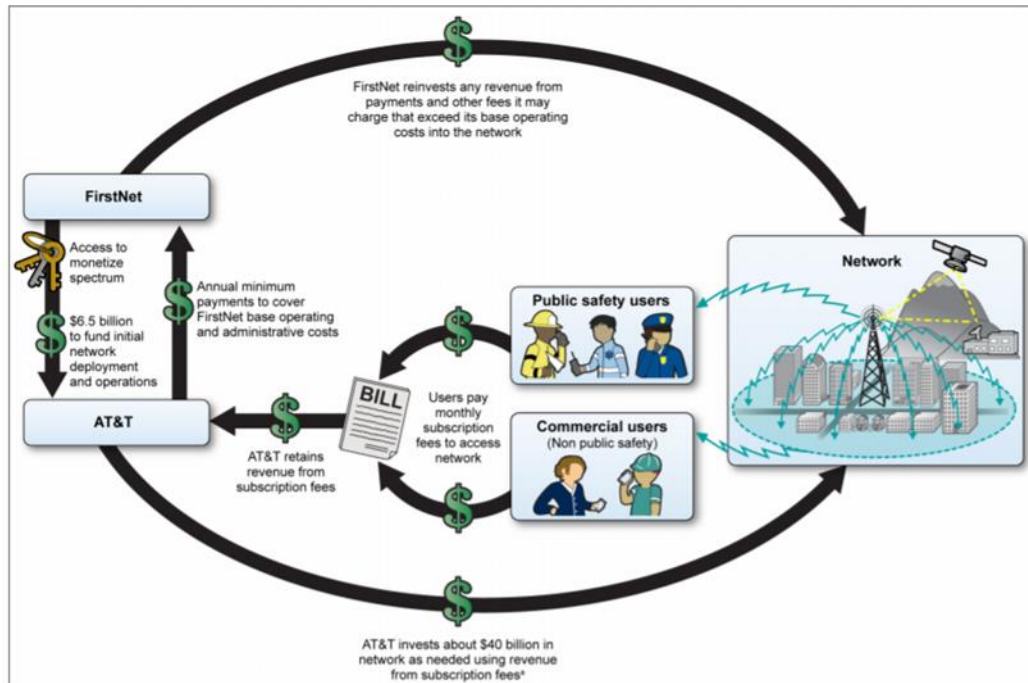 FirstNet reinvests any revenue from
payments and other fees it may
charge that exceed its base operating
costs into the network
FirstNet
Access to
monetize
spectrum
$6.5 billion
to fund initial
network
deployment
and operations
Annual minimum
payments to cover
FirstNet base operating
and administrative costs
AT&T
AT&T retains
revenue from
subscription fees
BILL
Users pay
monthly
subscription
fees to access
network
Public safety users
Commercial users
(Non public safety)
Network
AT&T invests about $40 billion in
network as needed using revenue
from subscription feesª